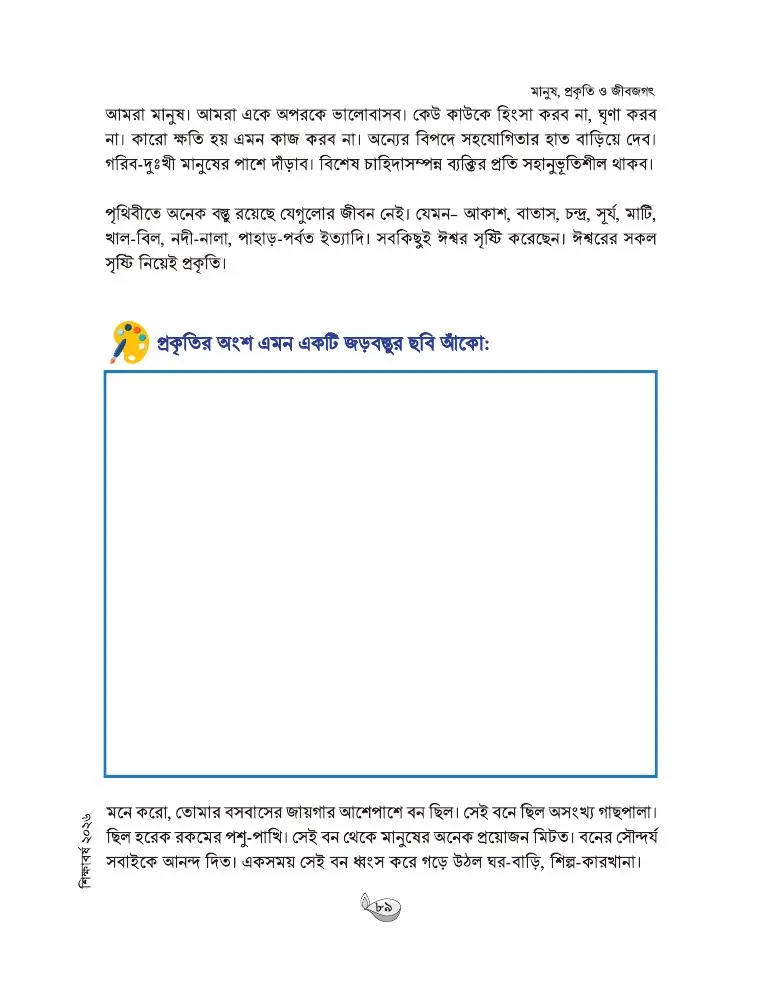 মানুষ, প্রকৃতি ও জীবজগৎ
আমরা মানুষ। আমরা একে অপরকে ভালোবাসব। কেউ কাউকে হিংসা করব না, ঘৃণা করব
না। কারো ক্ষতি হয় এমন কাজ করব না। অন্যের বিপদে সহযোগিতার হাত বাড়িয়ে দেব।
গরিব-দুঃখী মানুষের পাশে দাঁড়াব। বিশেষ চাহিদাসম্পন্ন ব্যক্তির প্রতি সহানুভূতিশীল থাকব।
পৃথিবীতে অনেক বস্তু রয়েছে যেগুলোর জীবন নেই। যেমন– আকাশ, বাতাস, চন্দ্র, সূর্য, মাটি,
খাল-বিল, নদী-নালা, পাহাড়-পর্বত ইত্যাদি। সবকিছুই ঈশ্বর সৃষ্টি করেছেন। ঈশ্বরের সকল
সৃষ্টি নিয়েই প্রকৃতি।
প্রকৃতির অংশ এমন একটি জড়বস্তুর ছবি আঁকো:
মনে করো, তোমার বসবাসের জায়গার আশেপাশে বন ছিল। সেই বনে ছিল অসংখ্য গাছপালা।
ছিল হরেক রকমের পশু-পাখি। সেই বন থেকে মানুষের অনেক প্রয়োজন মিটত। বনের সৌন্দর্য
সবাইকে আনন্দ দিত। একসময় সেই বন ধ্বংস করে গড়ে উঠল ঘর-বাড়ি, শিল্প-কারখানা।
শিক্ষাবর্ষ ২০২৬
৮৯